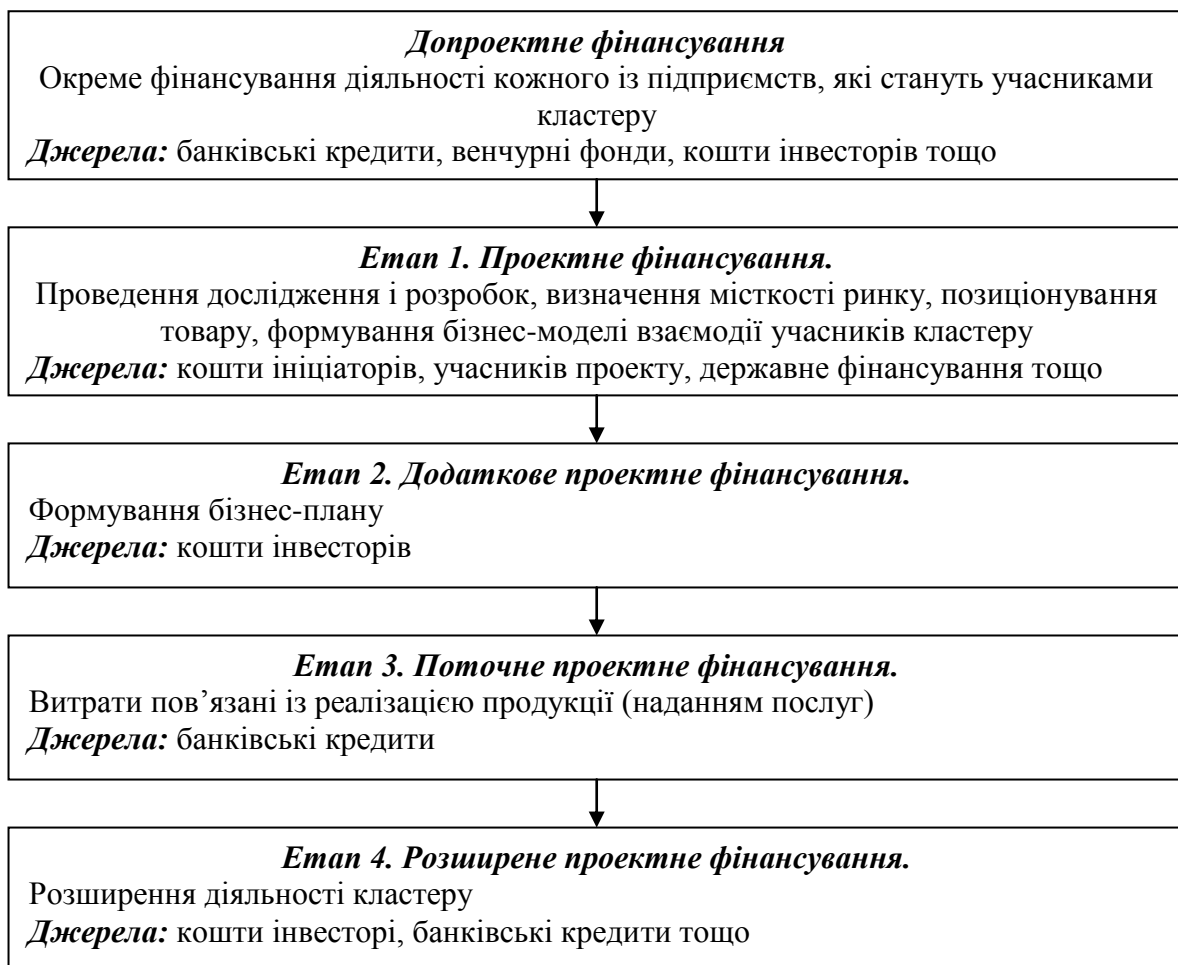 Допроектне фінансування
Окреме фінансування діяльності кожного із підприємств, які стануть учасниками
кластеру
Джерела: банківські кредити, венчурні фонди, кошти інвесторів тощо
Етап 1. Проектне фінансування.
Проведення дослідження і розробок, визначення місткості ринку, позиціонування
товару, формування бізнес-моделі взаємодії учасників кластеру
Джерела: кошти ініціаторів, учасників проекту, державне фінансування тощо
Етап 2. Додаткове проектне фінансування.
Формування бізнес-плану
Джерела: кошти інвесторів
Етап 3. Поточне проектне фінансування.
Витрати пов’язані із реалізацією продукції (наданням послуг)
Джерела: банківські кредити
Етап 4. Розширене проектне фінансування.
Розширення діяльності кластеру
Джерела: кошти інвесторі, банківські кредити тощо